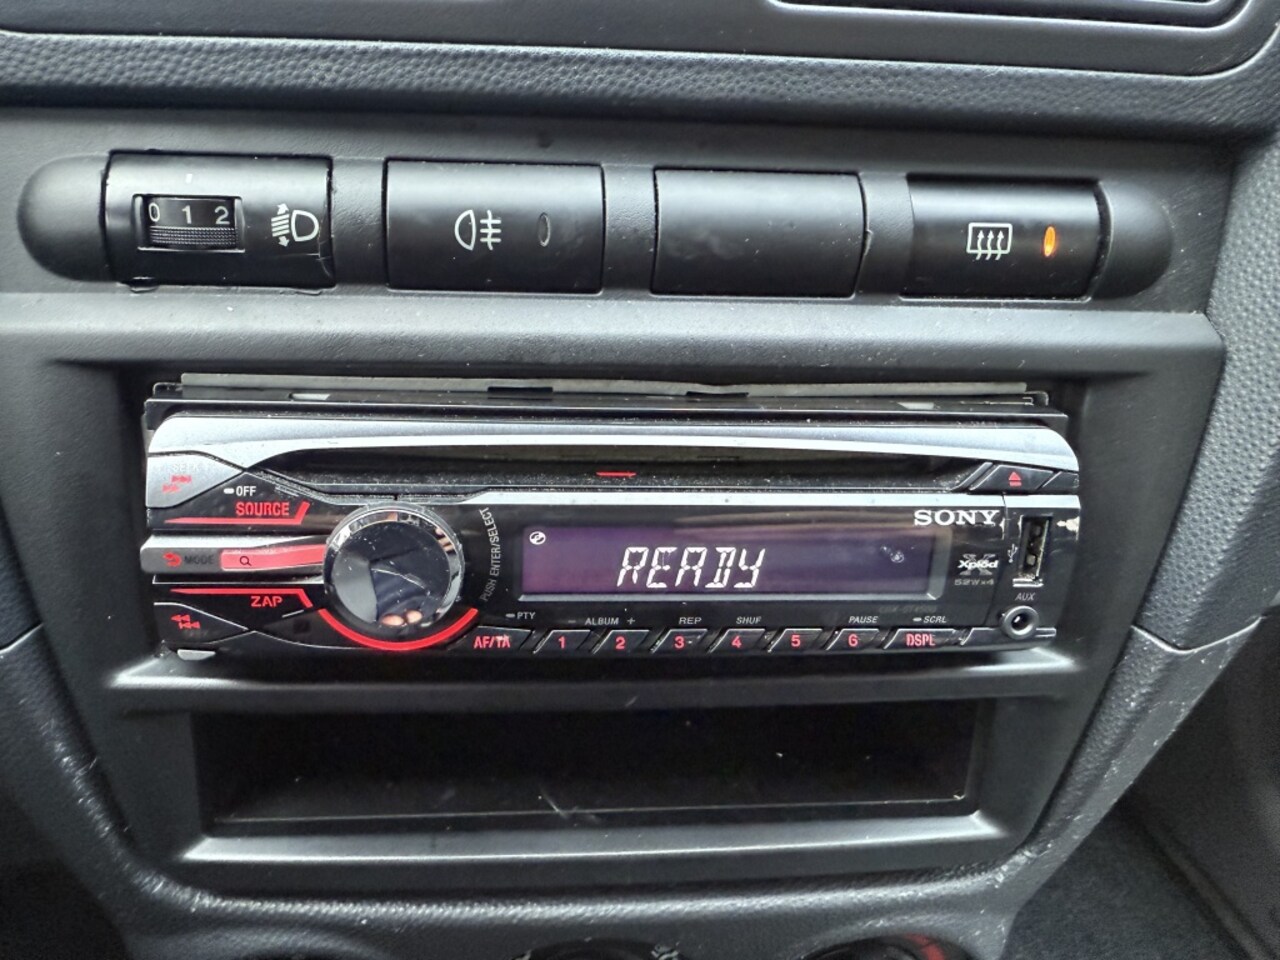 0 1 2
SEEK
OFF
SOURCE
MODE
ZAP
PUSH ENTER/SELECT
READY
SONY
Xplod
52W×4
AUX
PTY
- ALBUM +
REP
SHUF
PAUSE
SCRL
AF/TA
1
2
3
4
5
6
DSPL